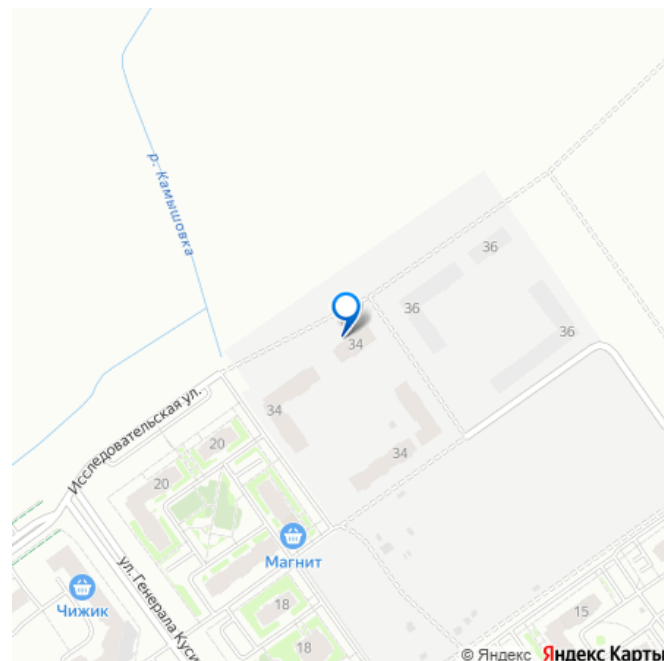 р. Камышовка
36
36
36
34
34
34
Исследовательская ул.
20
20
Магнит
ул. Генерала Куси
Чижик
18
18
15
© Яндекс Яндекс Карты